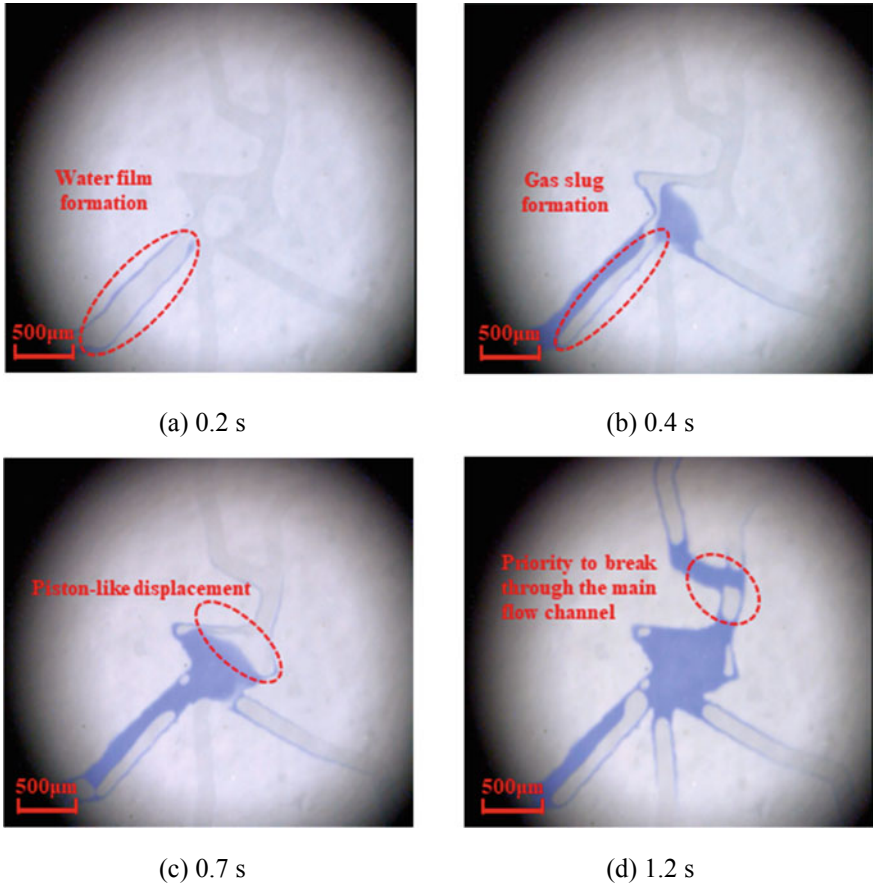 Water film
formation
500μm
(a) 0.2 s
Gas slug
formation
500μm
(b) 0.4 s
Piston-like displacement
500μm
(c) 0.7 s
Priority to break
through the main
flow channel
500μm
(d) 1.2 s